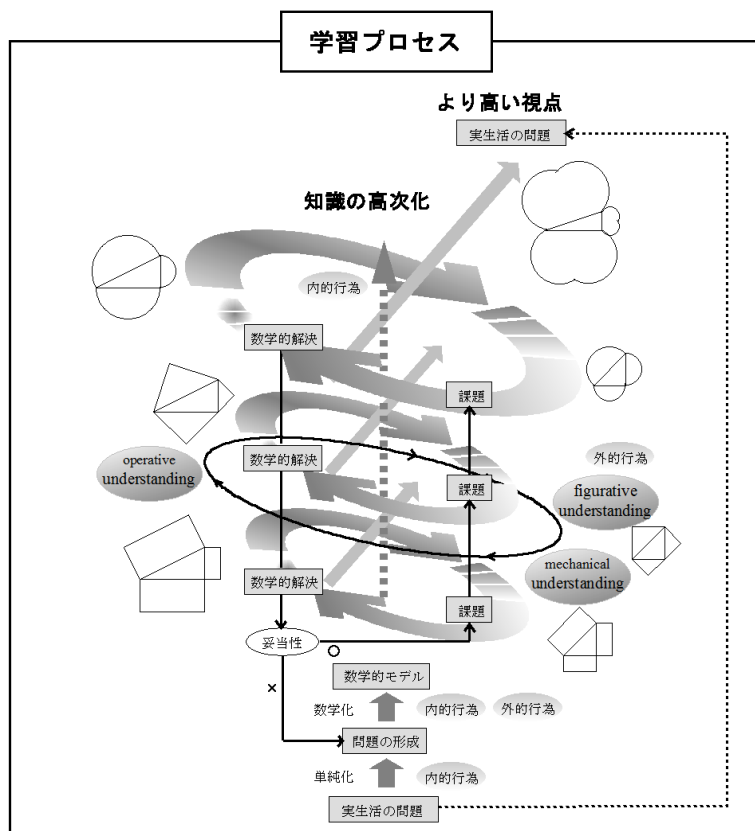 学習プロセス
より高い視点
実生活の問題
知識の高次化
内的行為
数学的解決
課題
operative
understanding
数学的解決
外的行為
課題
figurative
understanding
mechanical
understanding
数学的解決
課題
妥当性
○
×
数学的モデル
数学化
内的行為
外的行為
問題の形成
単純化
内的行為
実生活の問題